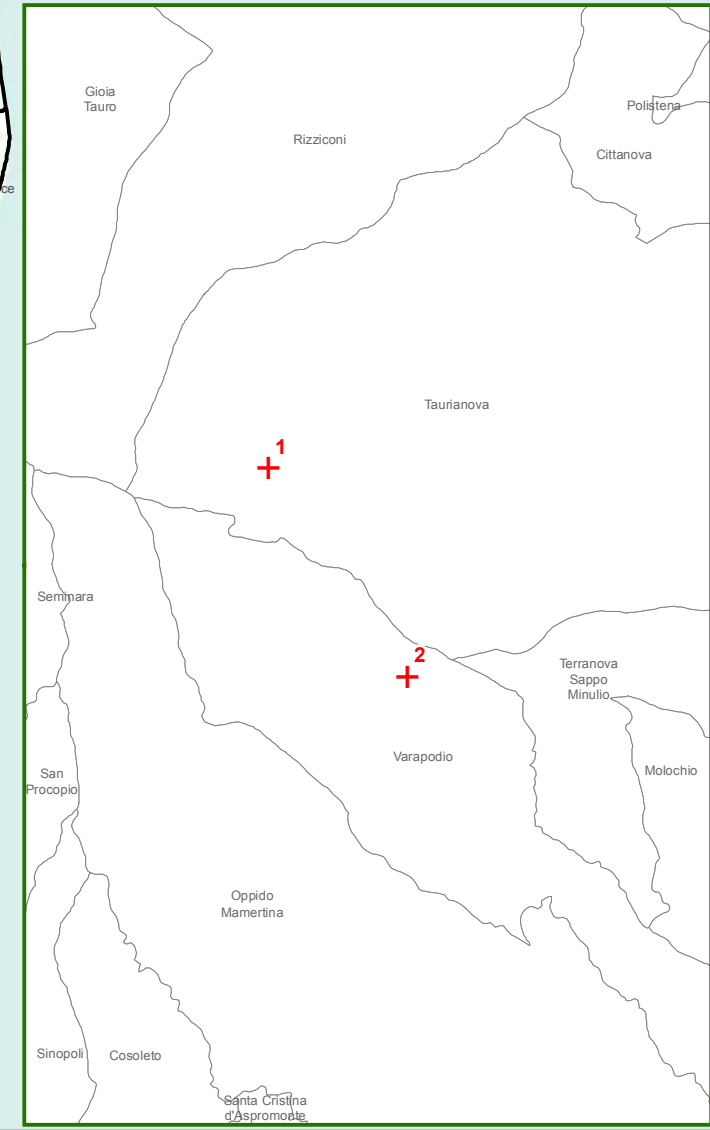 Gioia
Tauro
Polistena
Rizziconi
Cittanova
ce
Taurianova
1
Seminara
2
Terranova
Sappo
Minulio
Varapodio
San
Procopio
Molochio
Oppido
Mamertina
Sinopoli
Cosoleto
Santa Cristina
d'Aspromonte